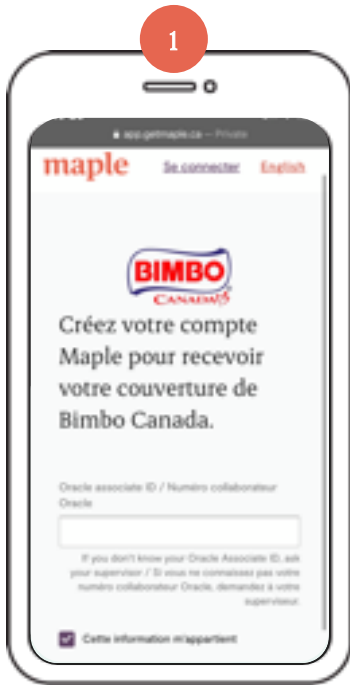 1
app.getmaple.ca — Private
maple Se connecter English
BIMBO
CANADA
Créez votre compte
Maple pour recevoir
votre couverture de
Bimbo Canada.
Oracle associate ID / Numéro collaborateur
Oracle
If you don't know your Oracle Associate ID, ask
your supervisor / Si vous ne connaissez pas votre
numéro collaborateur Oracle, demandez à votre
superviseur.
Cette information m'appartient